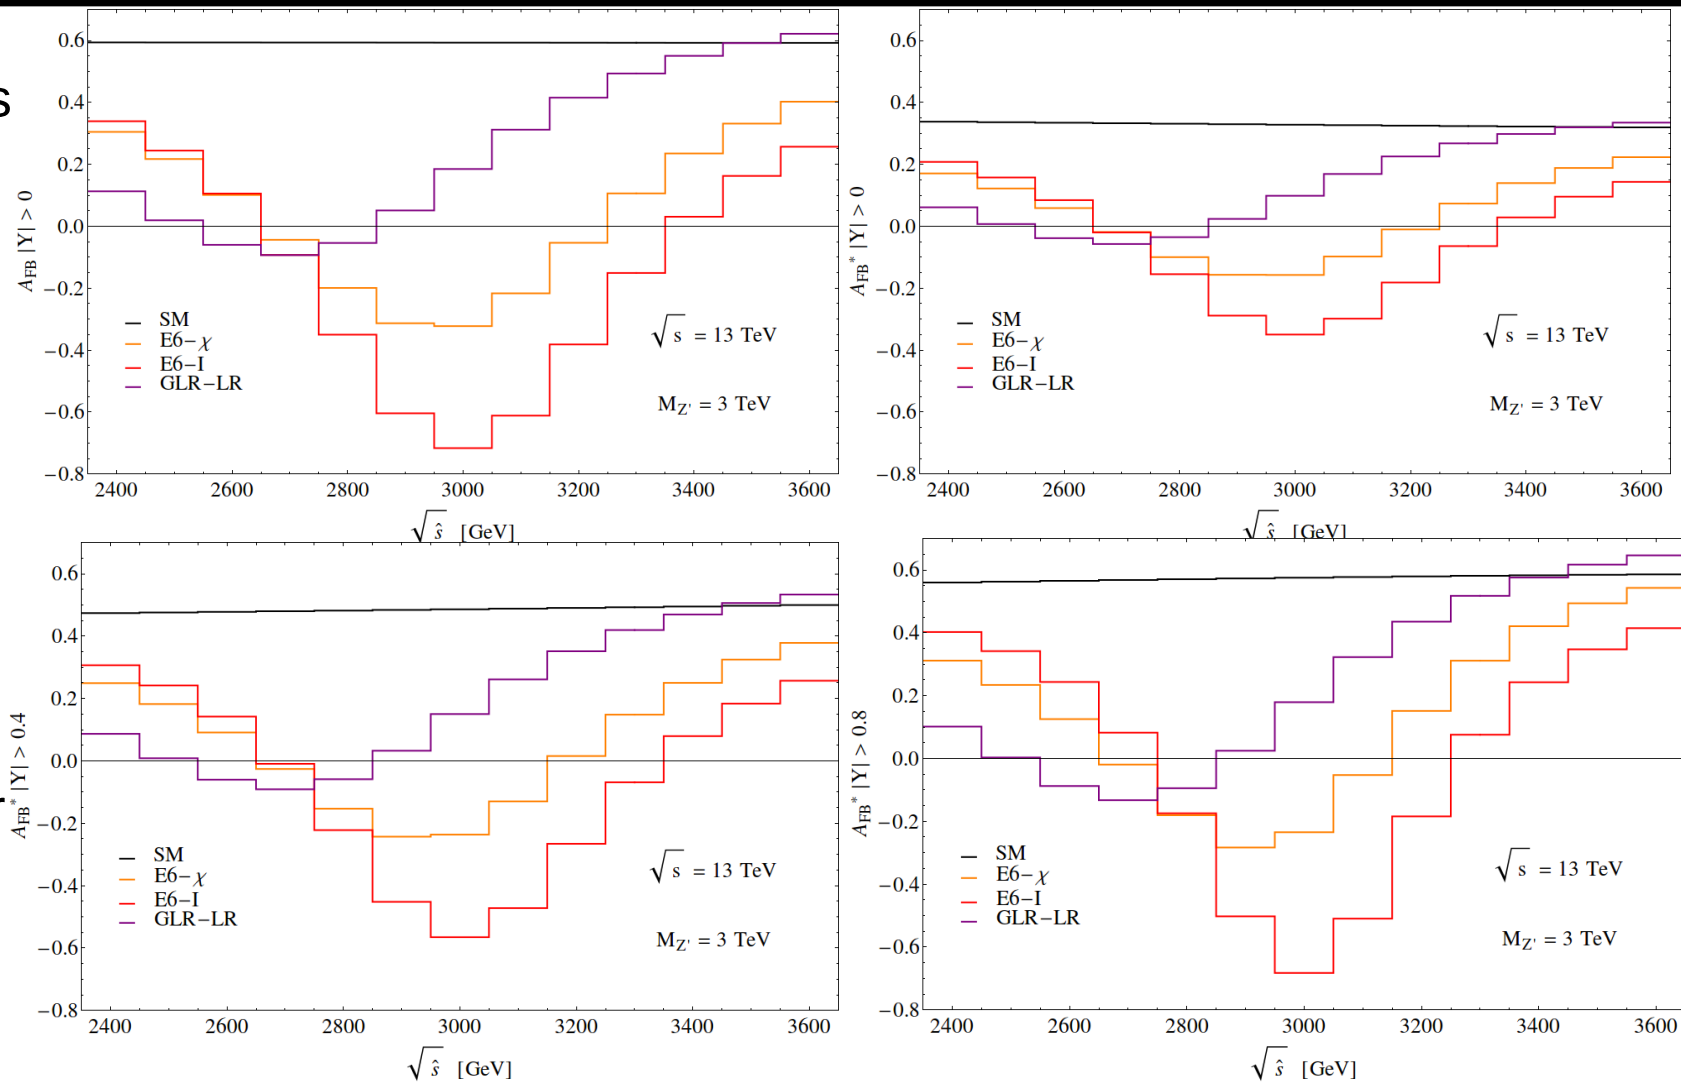 s
0.6
0.4
0.2
0.0
−0.2
−0.4
−0.6
−0.8
A_FB |Y| > 0
SM
E6−χ
E6−I
GLR−LR
√s = 13 TeV
M_Z' = 3 TeV
2400 2600 2800 3000 3200 3400 3600
√ŝ [GeV]
0.6
0.4
0.2
0.0
−0.2
−0.4
−0.6
−0.8
A_FB* |Y| > 0
SM
E6−χ
E6−I
GLR−LR
√s = 13 TeV
M_Z' = 3 TeV
2400 2600 2800 3000 3200 3400 3600
√ŝ [GeV]
0.6
0.4
0.2
0.0
−0.2
−0.4
−0.6
−0.8
A_FB* |Y| > 0.4
SM
E6−χ
E6−I
GLR−LR
√s = 13 TeV
M_Z' = 3 TeV
2400 2600 2800 3000 3200 3400 3600
√ŝ [GeV]
0.6
0.4
0.2
0.0
−0.2
−0.4
−0.6
−0.8
A_FB* |Y| > 0.8
SM
E6−χ
E6−I
GLR−LR
√s = 13 TeV
M_Z' = 3 TeV
2400 2600 2800 3000 3200 3400 3600
√ŝ [GeV]